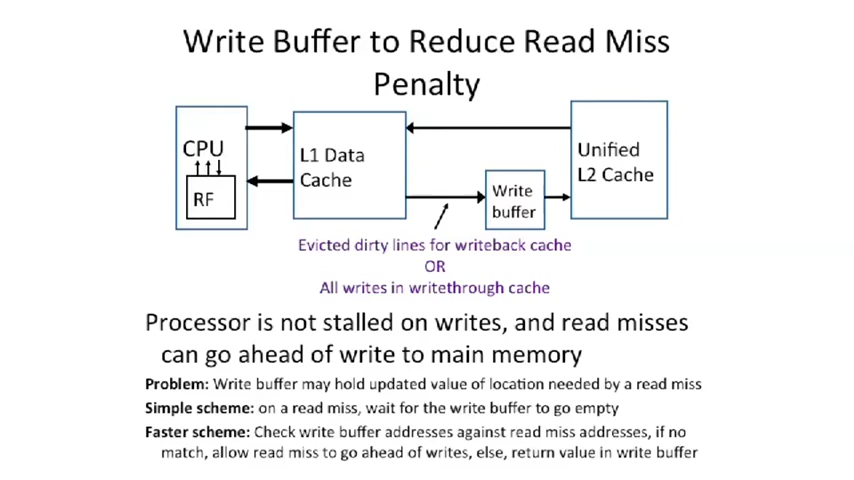 Write Buffer to Reduce Read Miss
Penalty
CPU
RF
L1 Data
Cache
Write
buffer
Unified
L2 Cache
Evicted dirty lines for writeback cache
OR
All writes in writethrough cache
Processor is not stalled on writes, and read misses
can go ahead of write to main memory
Problem: Write buffer may hold updated value of location needed by a read miss
Simple scheme: on a read miss, wait for the write buffer to go empty
Faster scheme: Check write buffer addresses against read miss addresses, if no
match, allow read miss to go ahead of writes, else, return value in write buffer